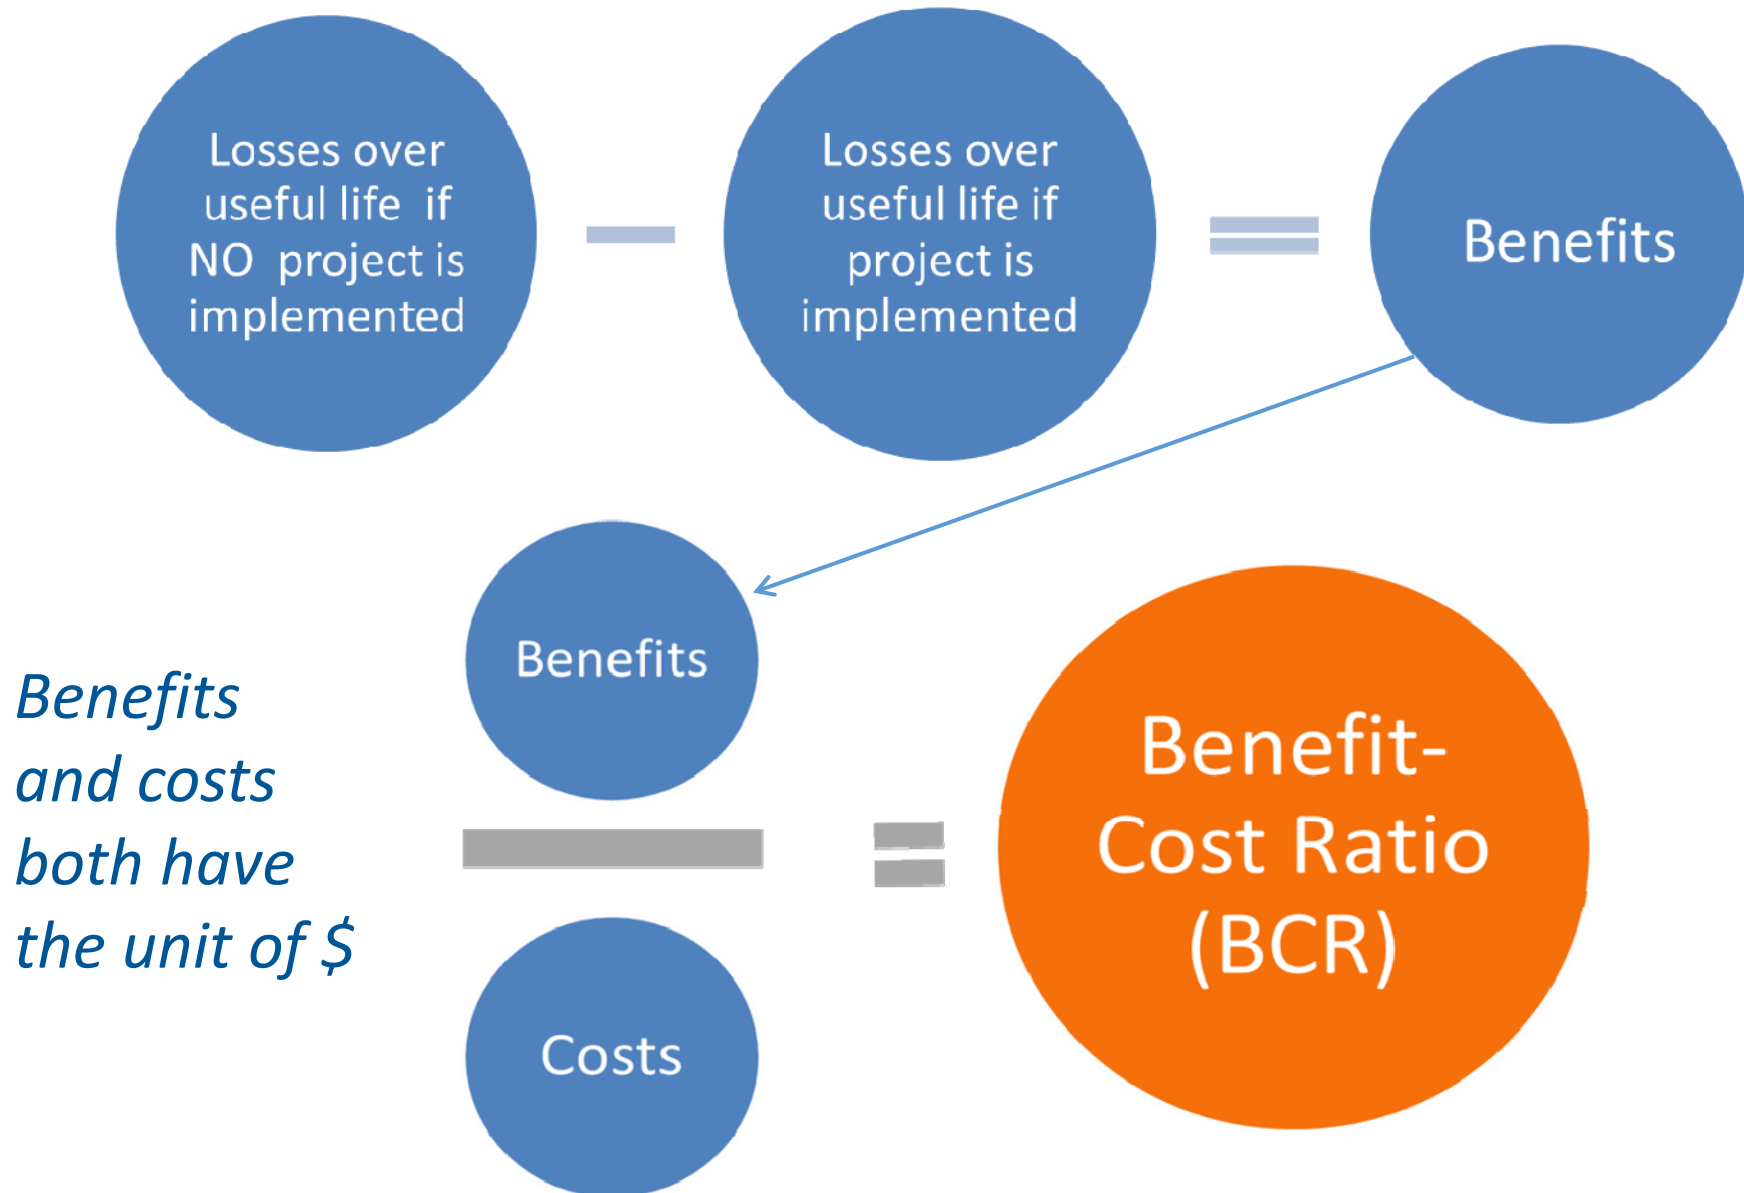 Losses over
useful life if
NO project is
implemented
Losses over
useful life if
project is
implemented
Benefits
Benefits
and costs
both have
the unit of $
Benefits
Costs
Benefit-
Cost Ratio
(BCR)